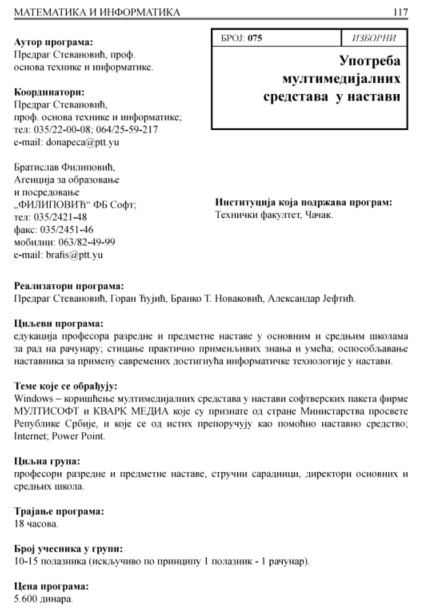 МАТЕМАТИКА И ИНФОРМАТИКА 117
БРОЈ: 075 ИЗБОРНИ
Употреба
мултимедијалних
средстава у настави
Аутор програма:
Предраг Стевановић, проф.
основа технике и информатике.
Координатори:
Предраг Стевановић,
проф. основа технике и информатике;
тел: 035/22-00-08; 064/25-59-217
e-mail: donapeca@ptt.yu
Братислав Филиповић,
Агенција за образовање
и посредовање
„ФИЛИПОВИЋ“ ФБ Софт;
тел: 035/2421-48
факс: 035/2451-46
мобилни: 063/82-49-99
e-mail: brafis@ptt.yu
Институција која подржава програм:
Технички факултет, Чачак.
Реализатори програма:
Предраг Стевановић, Горан Ћујић, Бранко Т. Новаковић, Александар Јефтић.
Циљеви програма:
едукација професора разредне и предметне наставе у основним и средњим школама
за рад на рачунару; стицање практично применљивих знања и умећа; оспособљавање
наставника за примену савремених достигнућа информатичке технологије у настави.
Теме које се обрађују:
Windows – коришћење мултимедијалних средстава у настави софтверских пакета фирме
МУЛТИСОФТ и КВАРК МЕДИА које су признате од стране Министарства просвете
Републике Србије, и које се од истих препоручују као помоћно наставно средство;
Internet; Power Point.
Циљна група:
професори разредне и предметне наставе, стручни сарадници, директори основних и
средњих школа.
Трајање програма:
18 часова.
Број учесника у групи:
10-15 полазника (искључиво по принципу 1 полазник - 1 рачунар).
Цена програма:
5.600 динара.